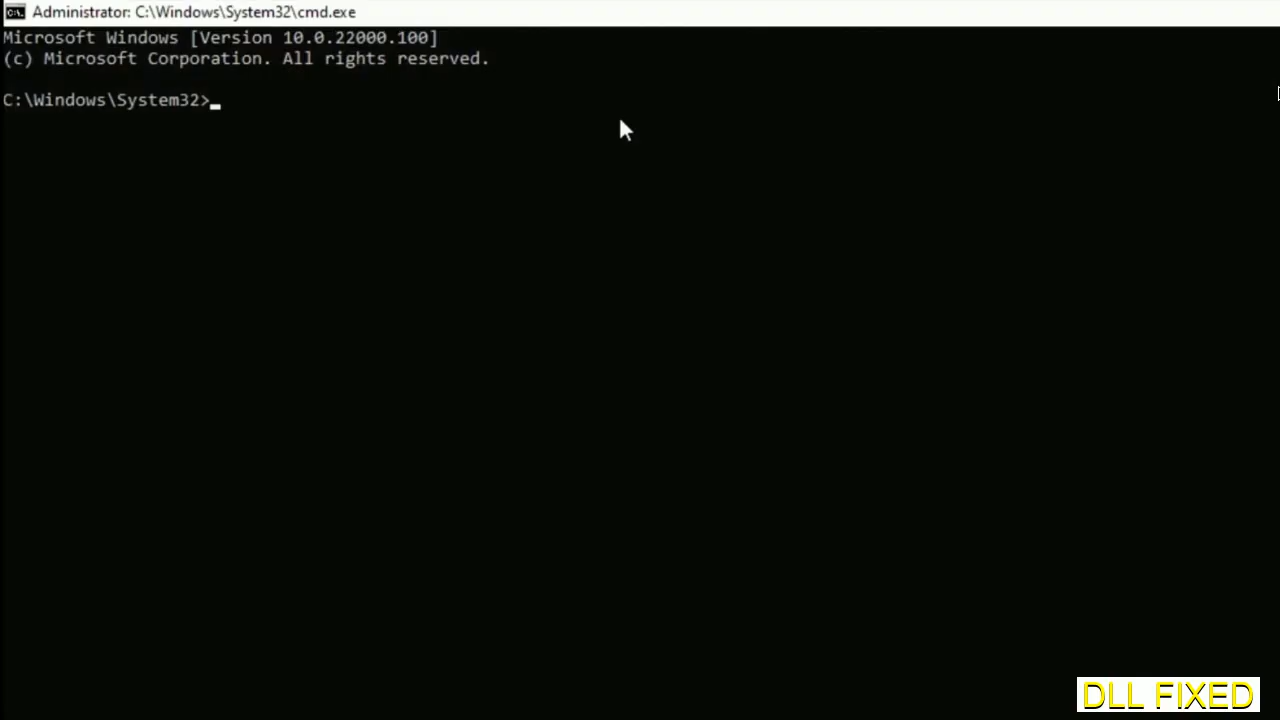 Administrator: C:\Windows\System32\cmd.exe
Microsoft Windows [Version 10.0.22000.100]
(c) Microsoft Corporation. All rights reserved.
C:\Windows\System32>
DLL FIXED